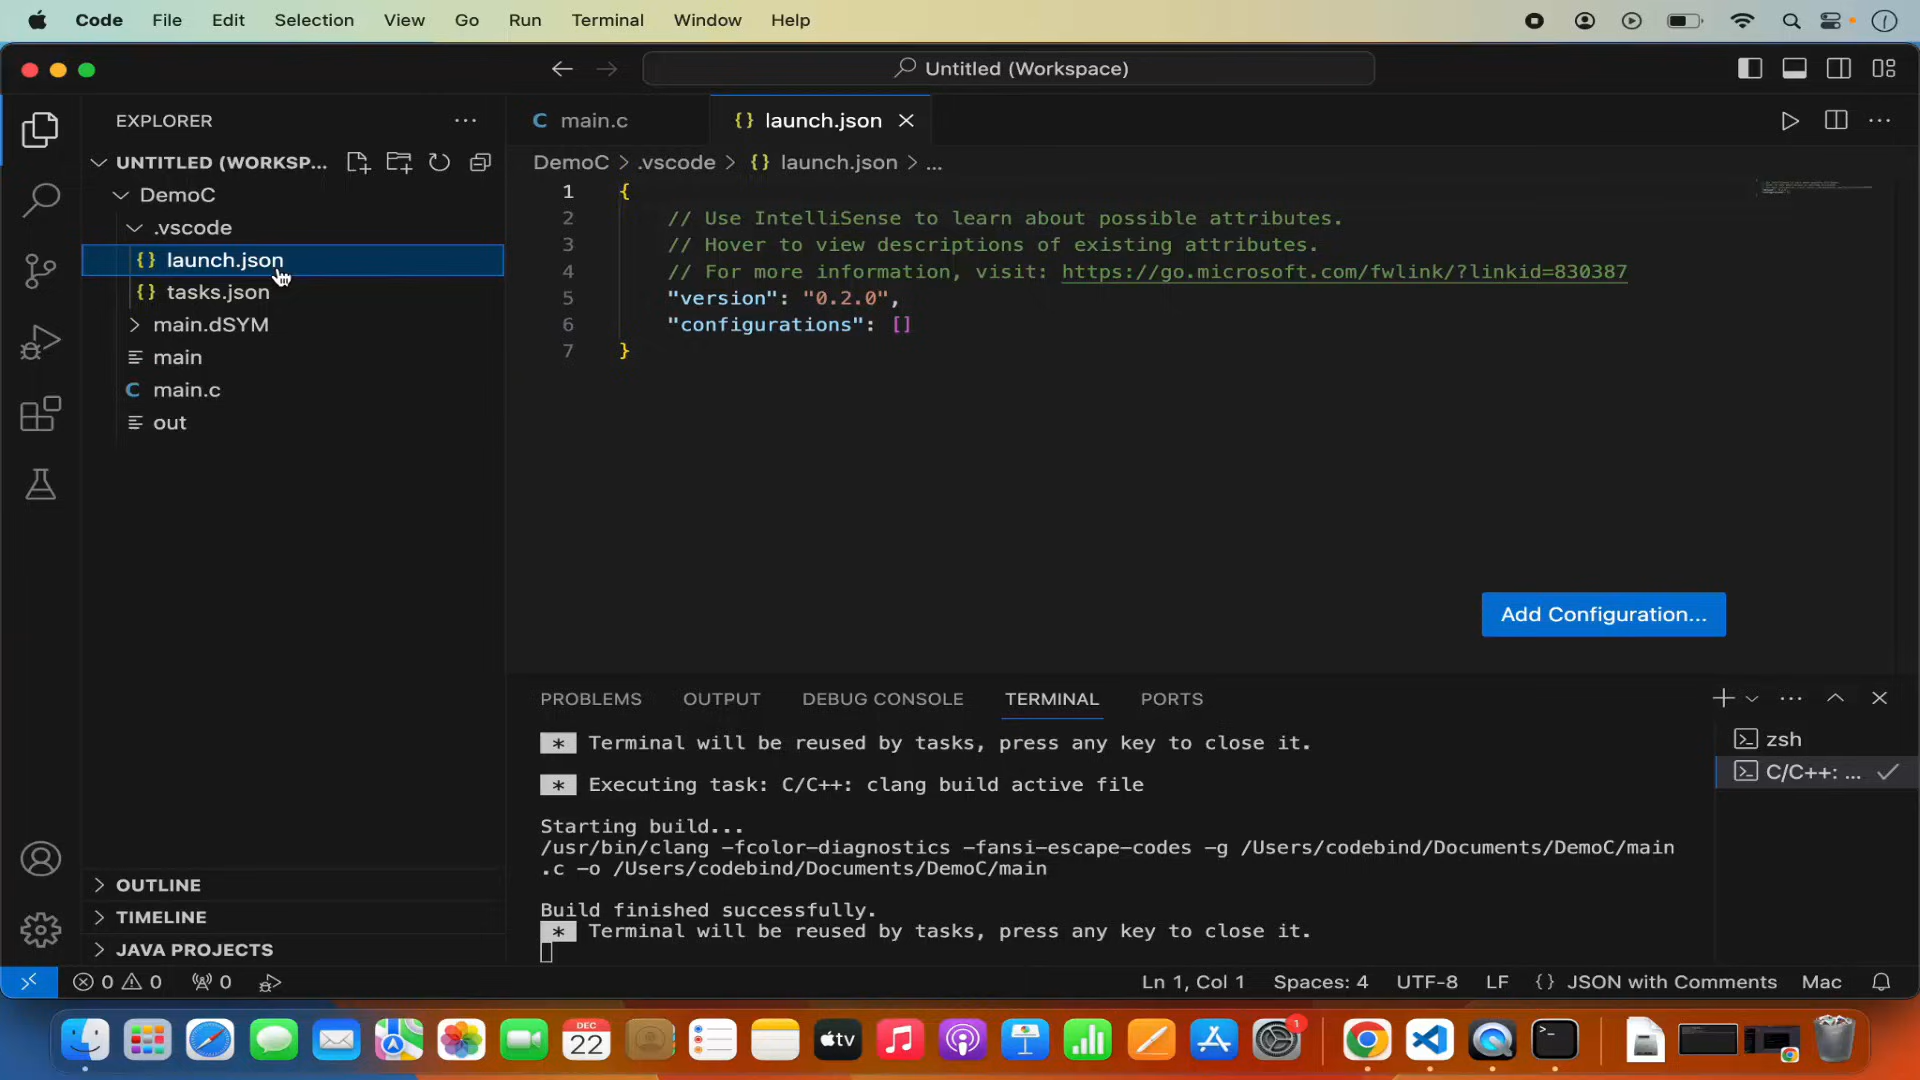 Code File Edit Selection View Go Run Terminal Window Help
Untitled (Workspace)
EXPLORER
UNTITLED (WORKSP...
DemoC
.vscode
launch.json
tasks.json
main.dSYM
main
C main.c
out
OUTLINE
TIMELINE
JAVA PROJECTS
C main.c
{} launch.json
DemoC > .vscode > {} launch.json > ...
1 {
2 // Use IntelliSense to learn about possible attributes.
3 // Hover to view descriptions of existing attributes.
4 // For more information, visit: https://go.microsoft.com/fwlink/?linkid=830387
5 "version": "0.2.0",
6 "configurations": []
7 }
Add Configuration...
PROBLEMS OUTPUT DEBUG CONSOLE TERMINAL PORTS
* Terminal will be reused by tasks, press any key to close it.
* Executing task: C/C++: clang build active file
Starting build...
/usr/bin/clang -fcolor-diagnostics -fansi-escape-codes -g /Users/codebind/Documents/DemoC/main
.c -o /Users/codebind/Documents/DemoC/main
Build finished successfully.
* Terminal will be reused by tasks, press any key to close it.
zsh
C/C++: ...
0 0 0
Ln 1, Col 1 Spaces: 4 UTF-8 LF {} JSON with Comments Mac
DEC
22
tv
1